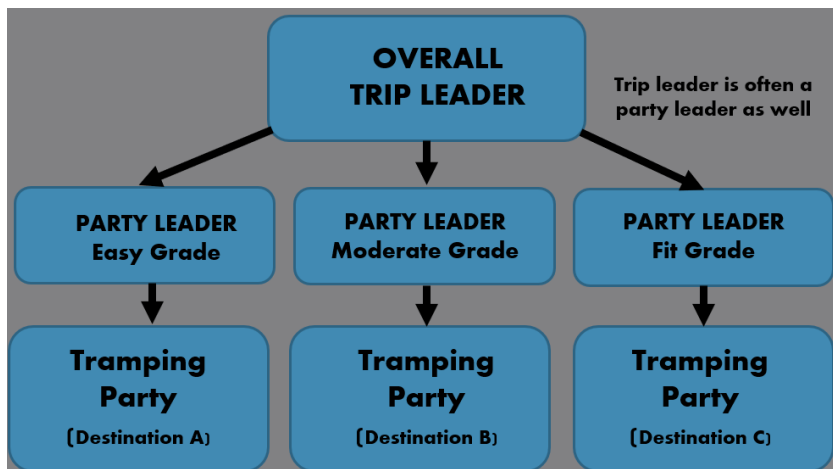 OVERALL
TRIP LEADER
Trip leader is often a
party leader as well
PARTY LEADER
Easy Grade
PARTY LEADER
Moderate Grade
PARTY LEADER
Fit Grade
Tramping
Party
(Destination A)
Tramping
Party
(Destination B)
Tramping
Party
(Destination C)